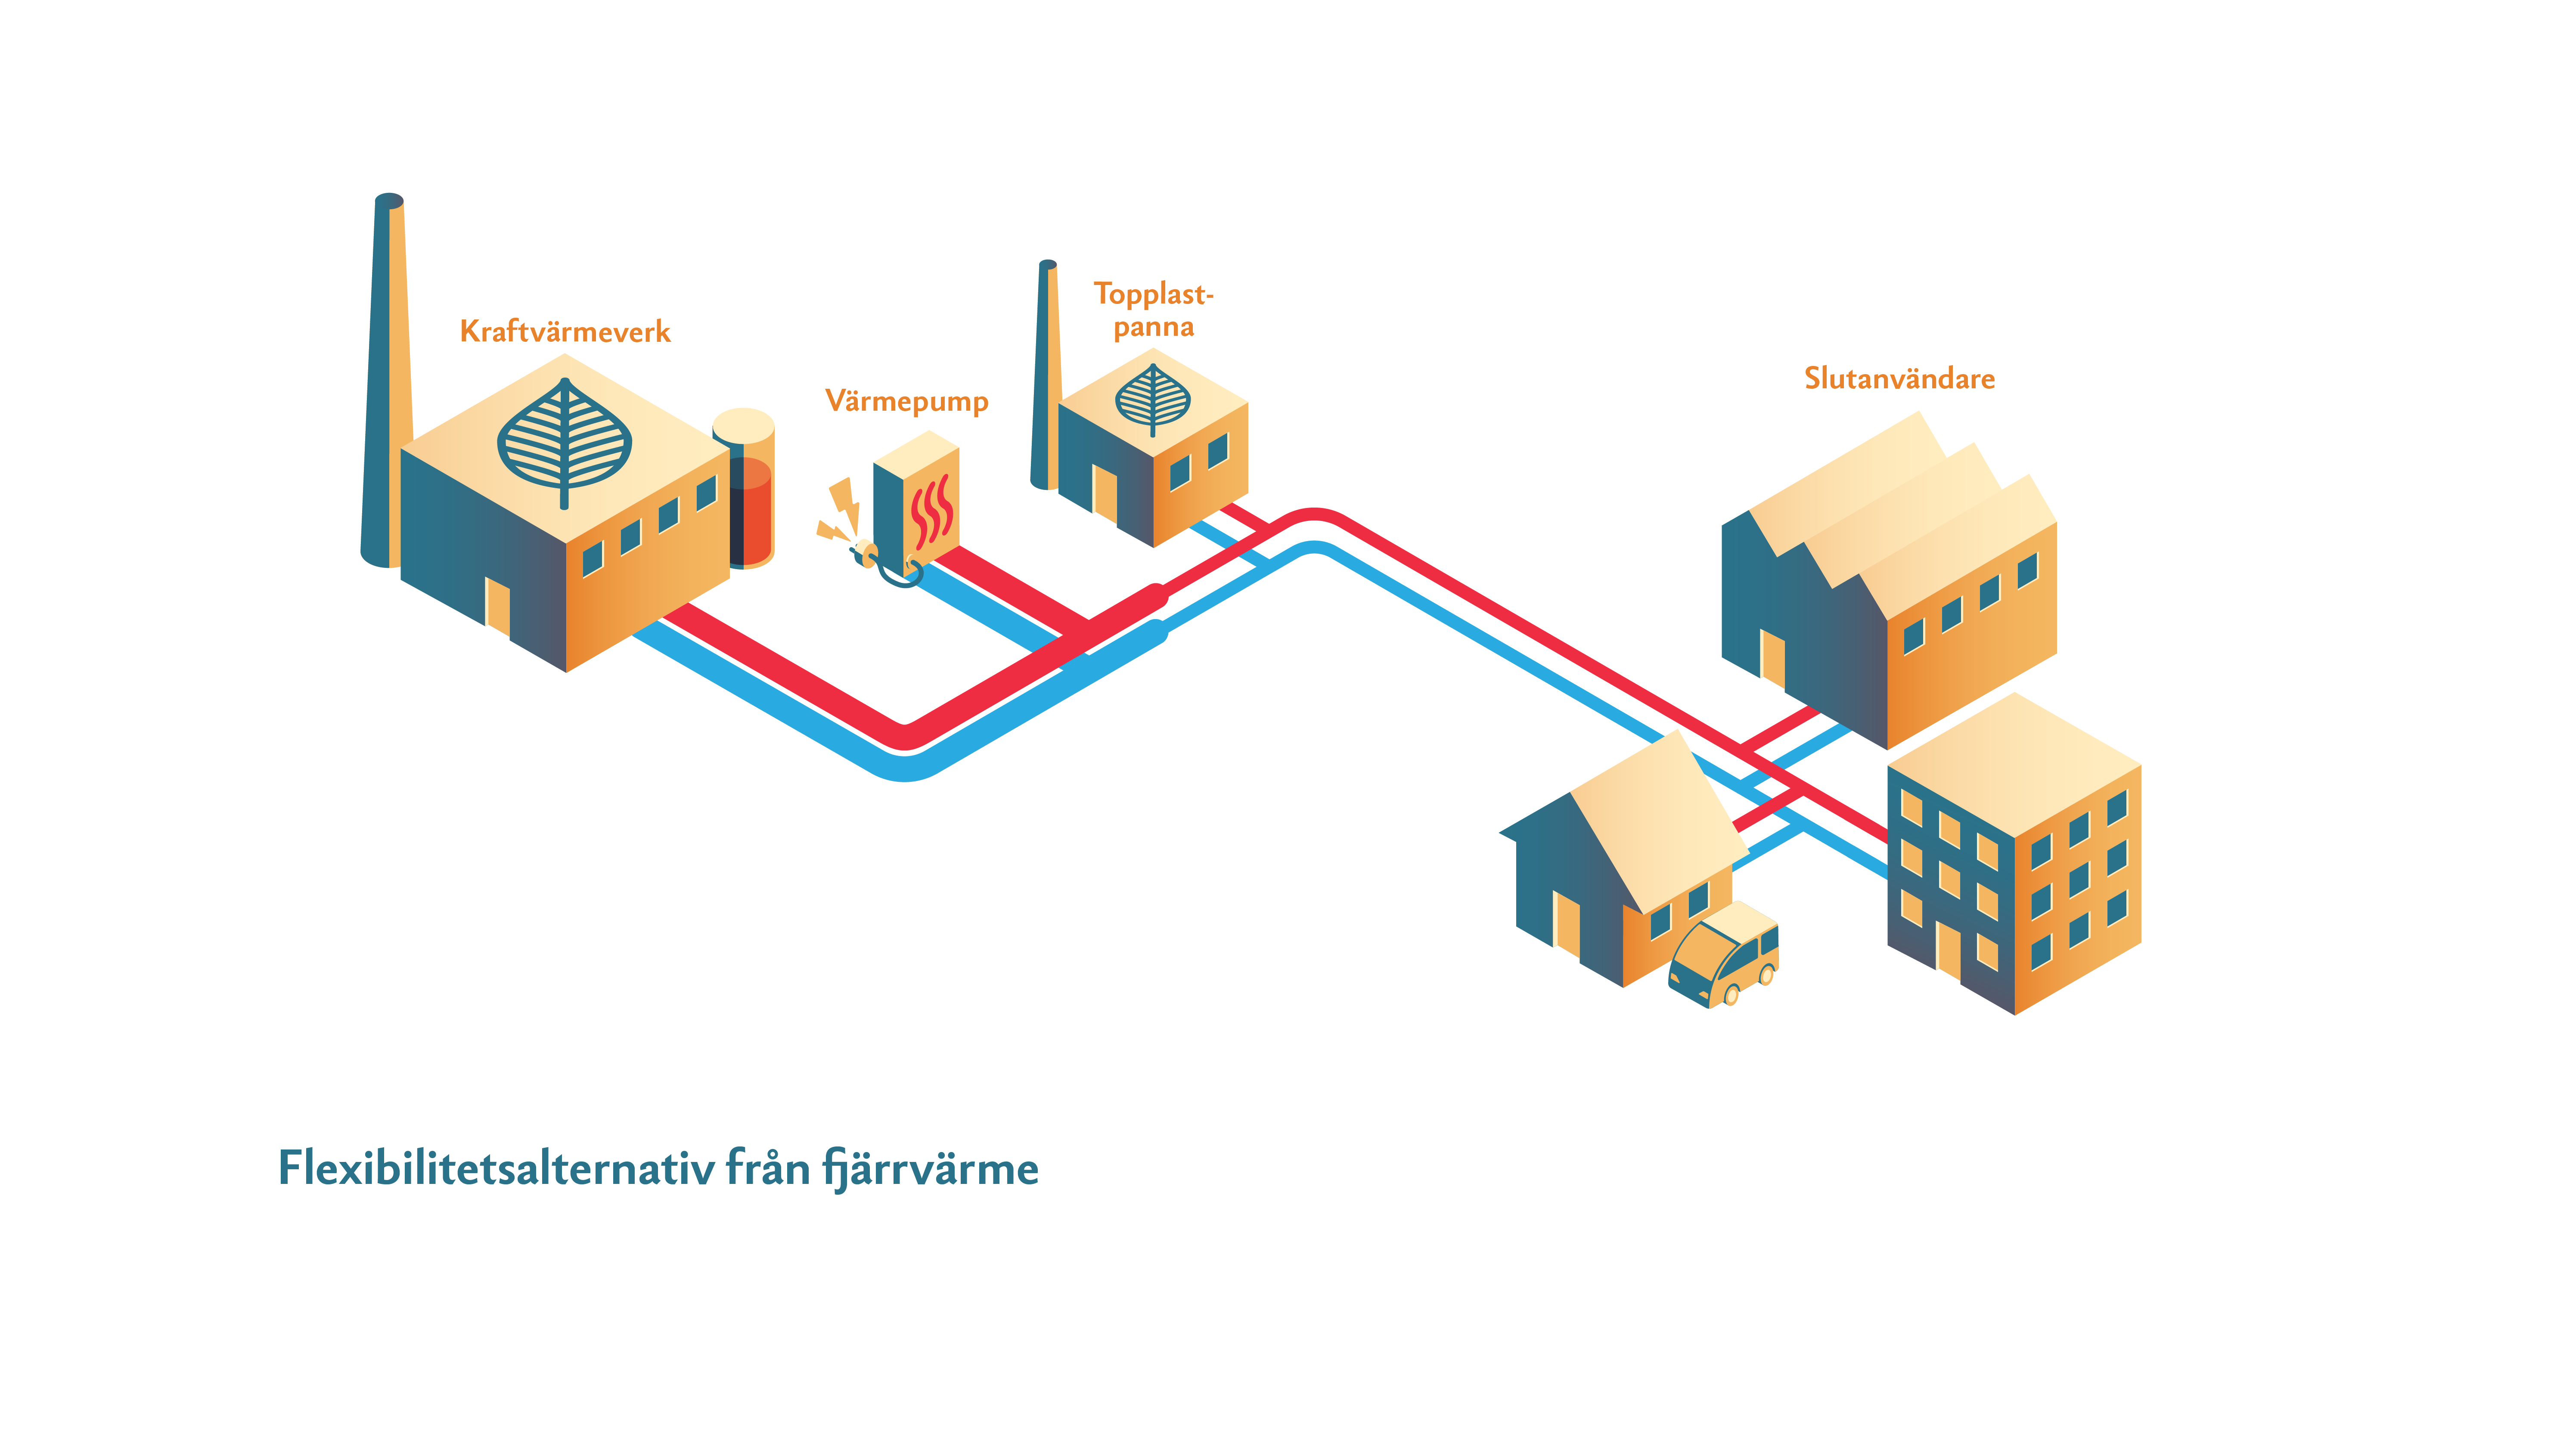 Kraftvärmeverk
Värmepump
Topplast-
panna
Slutanvändare
Flexibilitetsalternativ från fjärrvärme